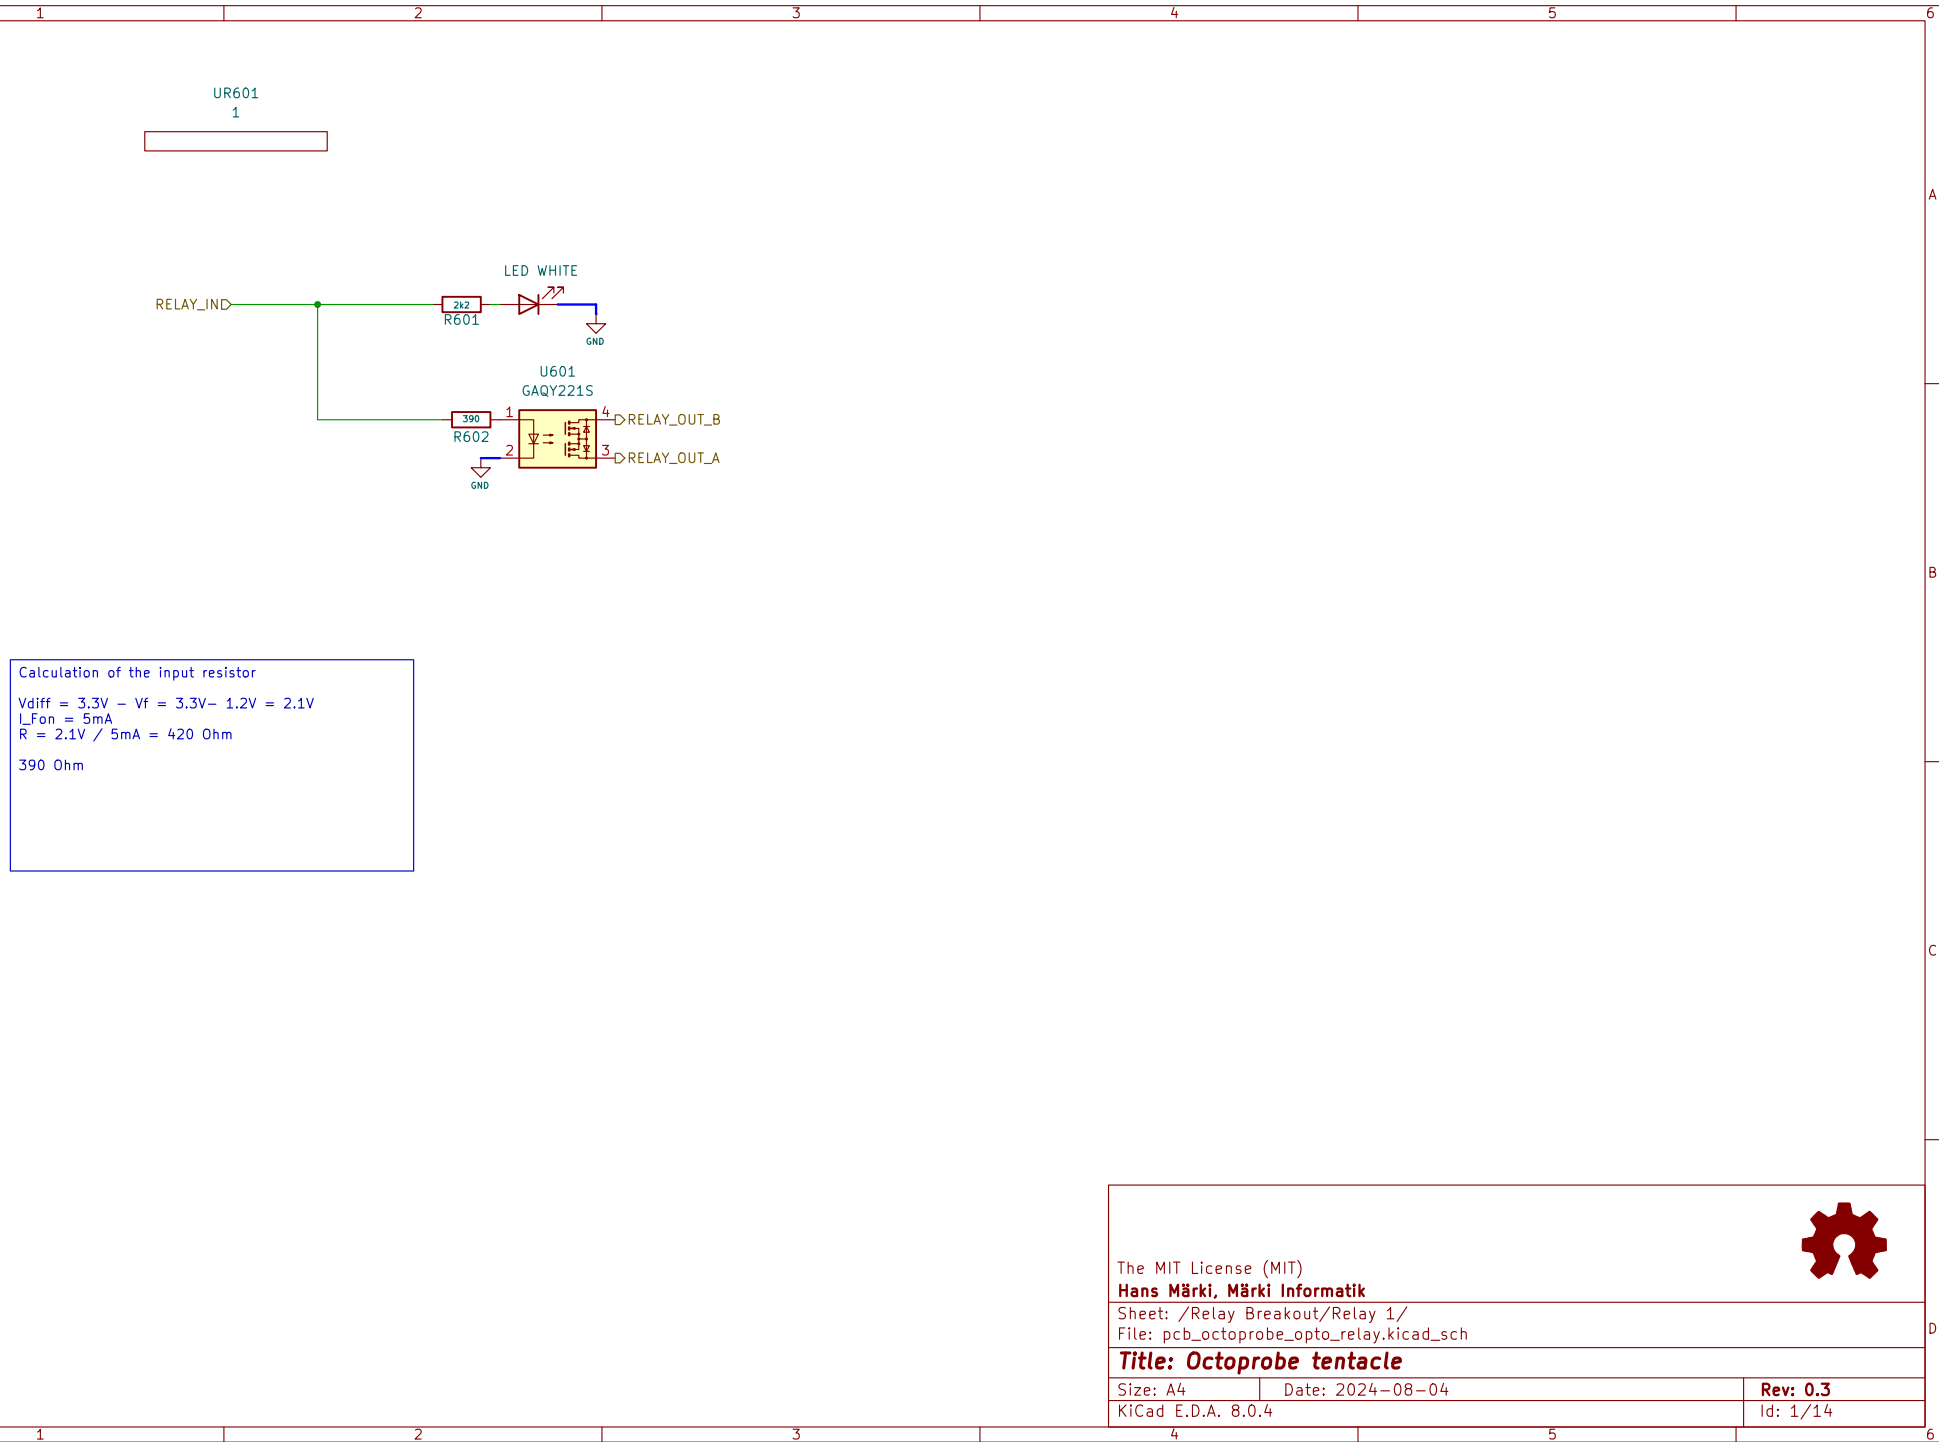 1 2 3 4 5 6
UR601
1
A
LED WHITE
RELAY_IN
2k2
R601
GND
U601
GAQY221S
390
R602
1
2
4
3
RELAY_OUT_B
RELAY_OUT_A
GND
B
Calculation of the input resistor
Vdiff = 3.3V - Vf = 3.3V- 1.2V = 2.1V
I_Fon = 5mA
R = 2.1V / 5mA = 420 Ohm
390 Ohm
C
The MIT License (MIT)
Hans Märki, Märki Informatik
Sheet: /Relay Breakout/Relay 1/
File: pcb_octoprobe_opto_relay.kicad_sch
D
Title: Octoprobe tentacle
Size: A4 Date: 2024-08-04 Rev: 0.3
KiCad E.D.A. 8.0.4 Id: 1/14
1 2 3 4 5 6